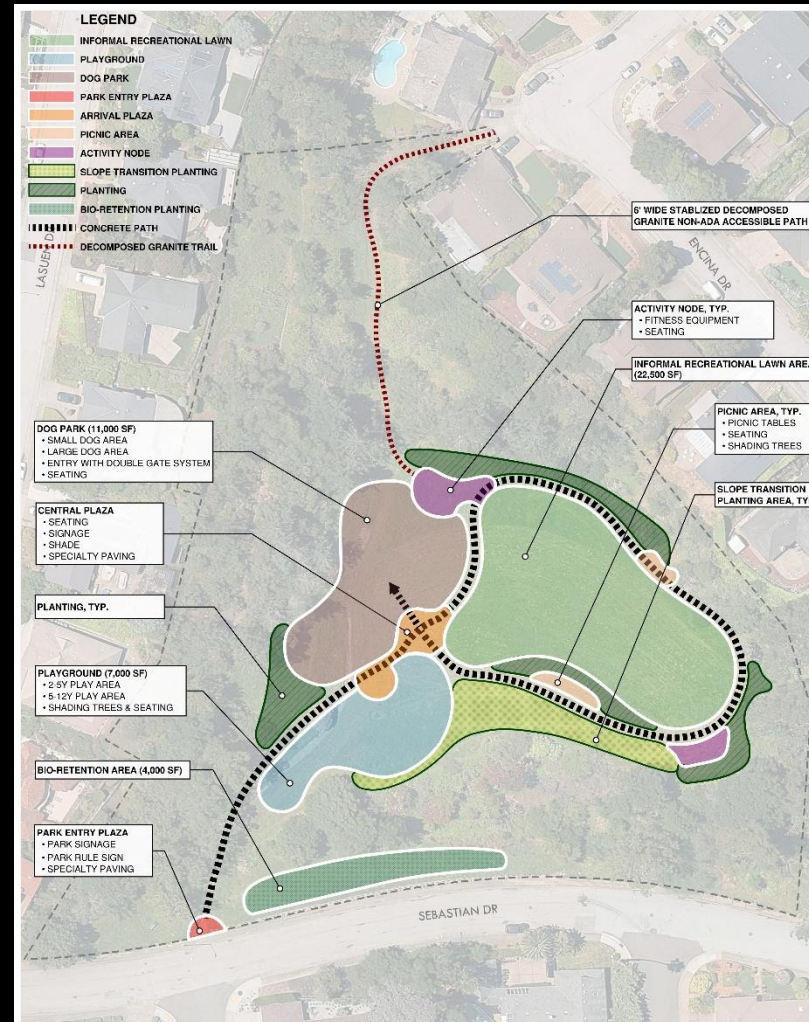 LEGEND
INFORMAL RECREATIONAL LAWN
PLAYGROUND
DOG PARK
PARK ENTRY PLAZA
ARRIVAL PLAZA
PICNIC AREA
ACTIVITY NODE
SLOPE TRANSITION PLANTING
PLANTING
BIO-RETENTION PLANTING
CONCRETE PATH
DECOMPOSED GRANITE TRAIL
LASUEN D
ENCINA DR
6' WIDE STABLIZED DECOMPOSED
GRANITE NON-ADA ACCESSIBLE PATH
ACTIVITY NODE, TYP.
• FITNESS EQUIPMENT
• SEATING
INFORMAL RECREATIONAL LAWN ARE
(22,500 SF)
PICNIC AREA, TYP.
• PICNIC TABLES
• SEATING
• SHADING TREES
SLOPE TRANSITION
PLANTING AREA, TY
DOG PARK (11,000 SF)
• SMALL DOG AREA
• LARGE DOG AREA
• ENTRY WITH DOUBLE GATE SYSTEM
• SEATING
CENTRAL PLAZA
• SEATING
• SIGNAGE
• SHADE
• SPECIALTY PAVING
PLANTING, TYP.
PLAYGROUND (7,000 SF)
• 2-5Y PLAY AREA
• 5-12Y PLAY AREA
• SHADING TREES & SEATING
BIO-RETENTION AREA (4,000 SF)
PARK ENTRY PLAZA
• PARK SIGNAGE
• PARK RULE SIGN
• SPECIALTY PAVING
SEBASTIAN DR